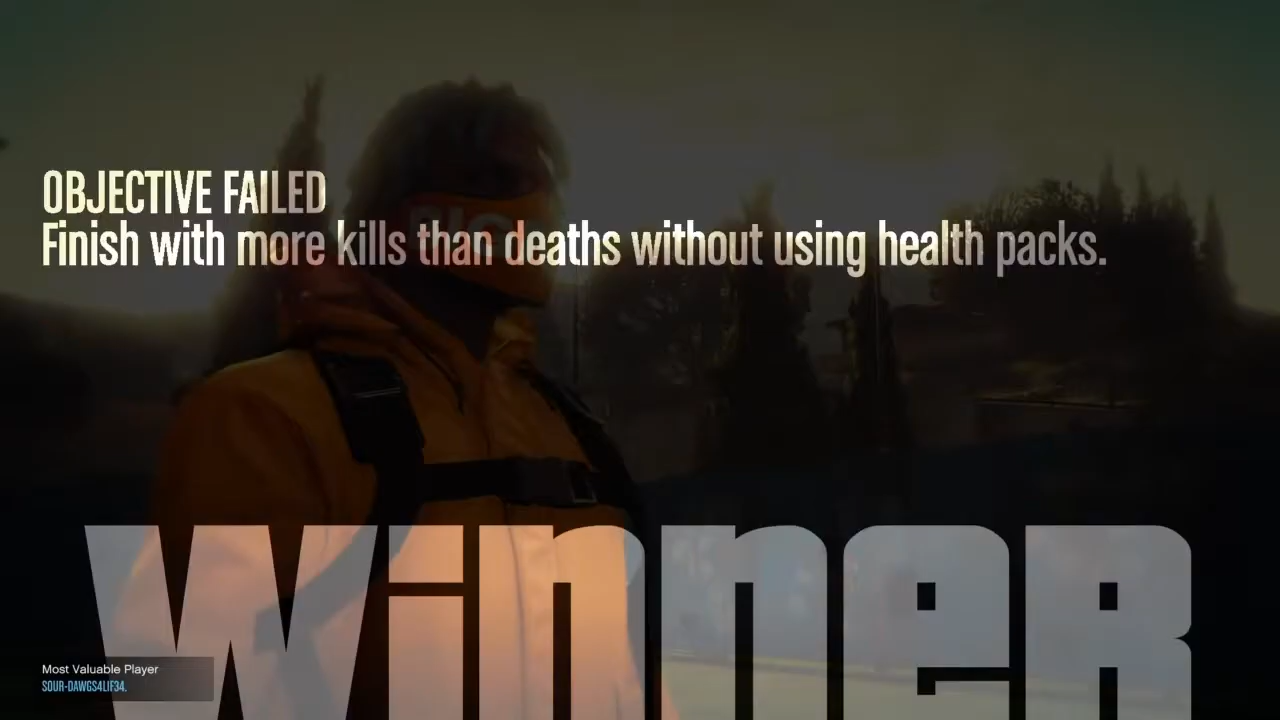 OBJECTIVE FAILED
Finish with more kills than deaths without using health packs.
WinneR
Most Valuable Player
SOUR-DAWGS4LIF34.